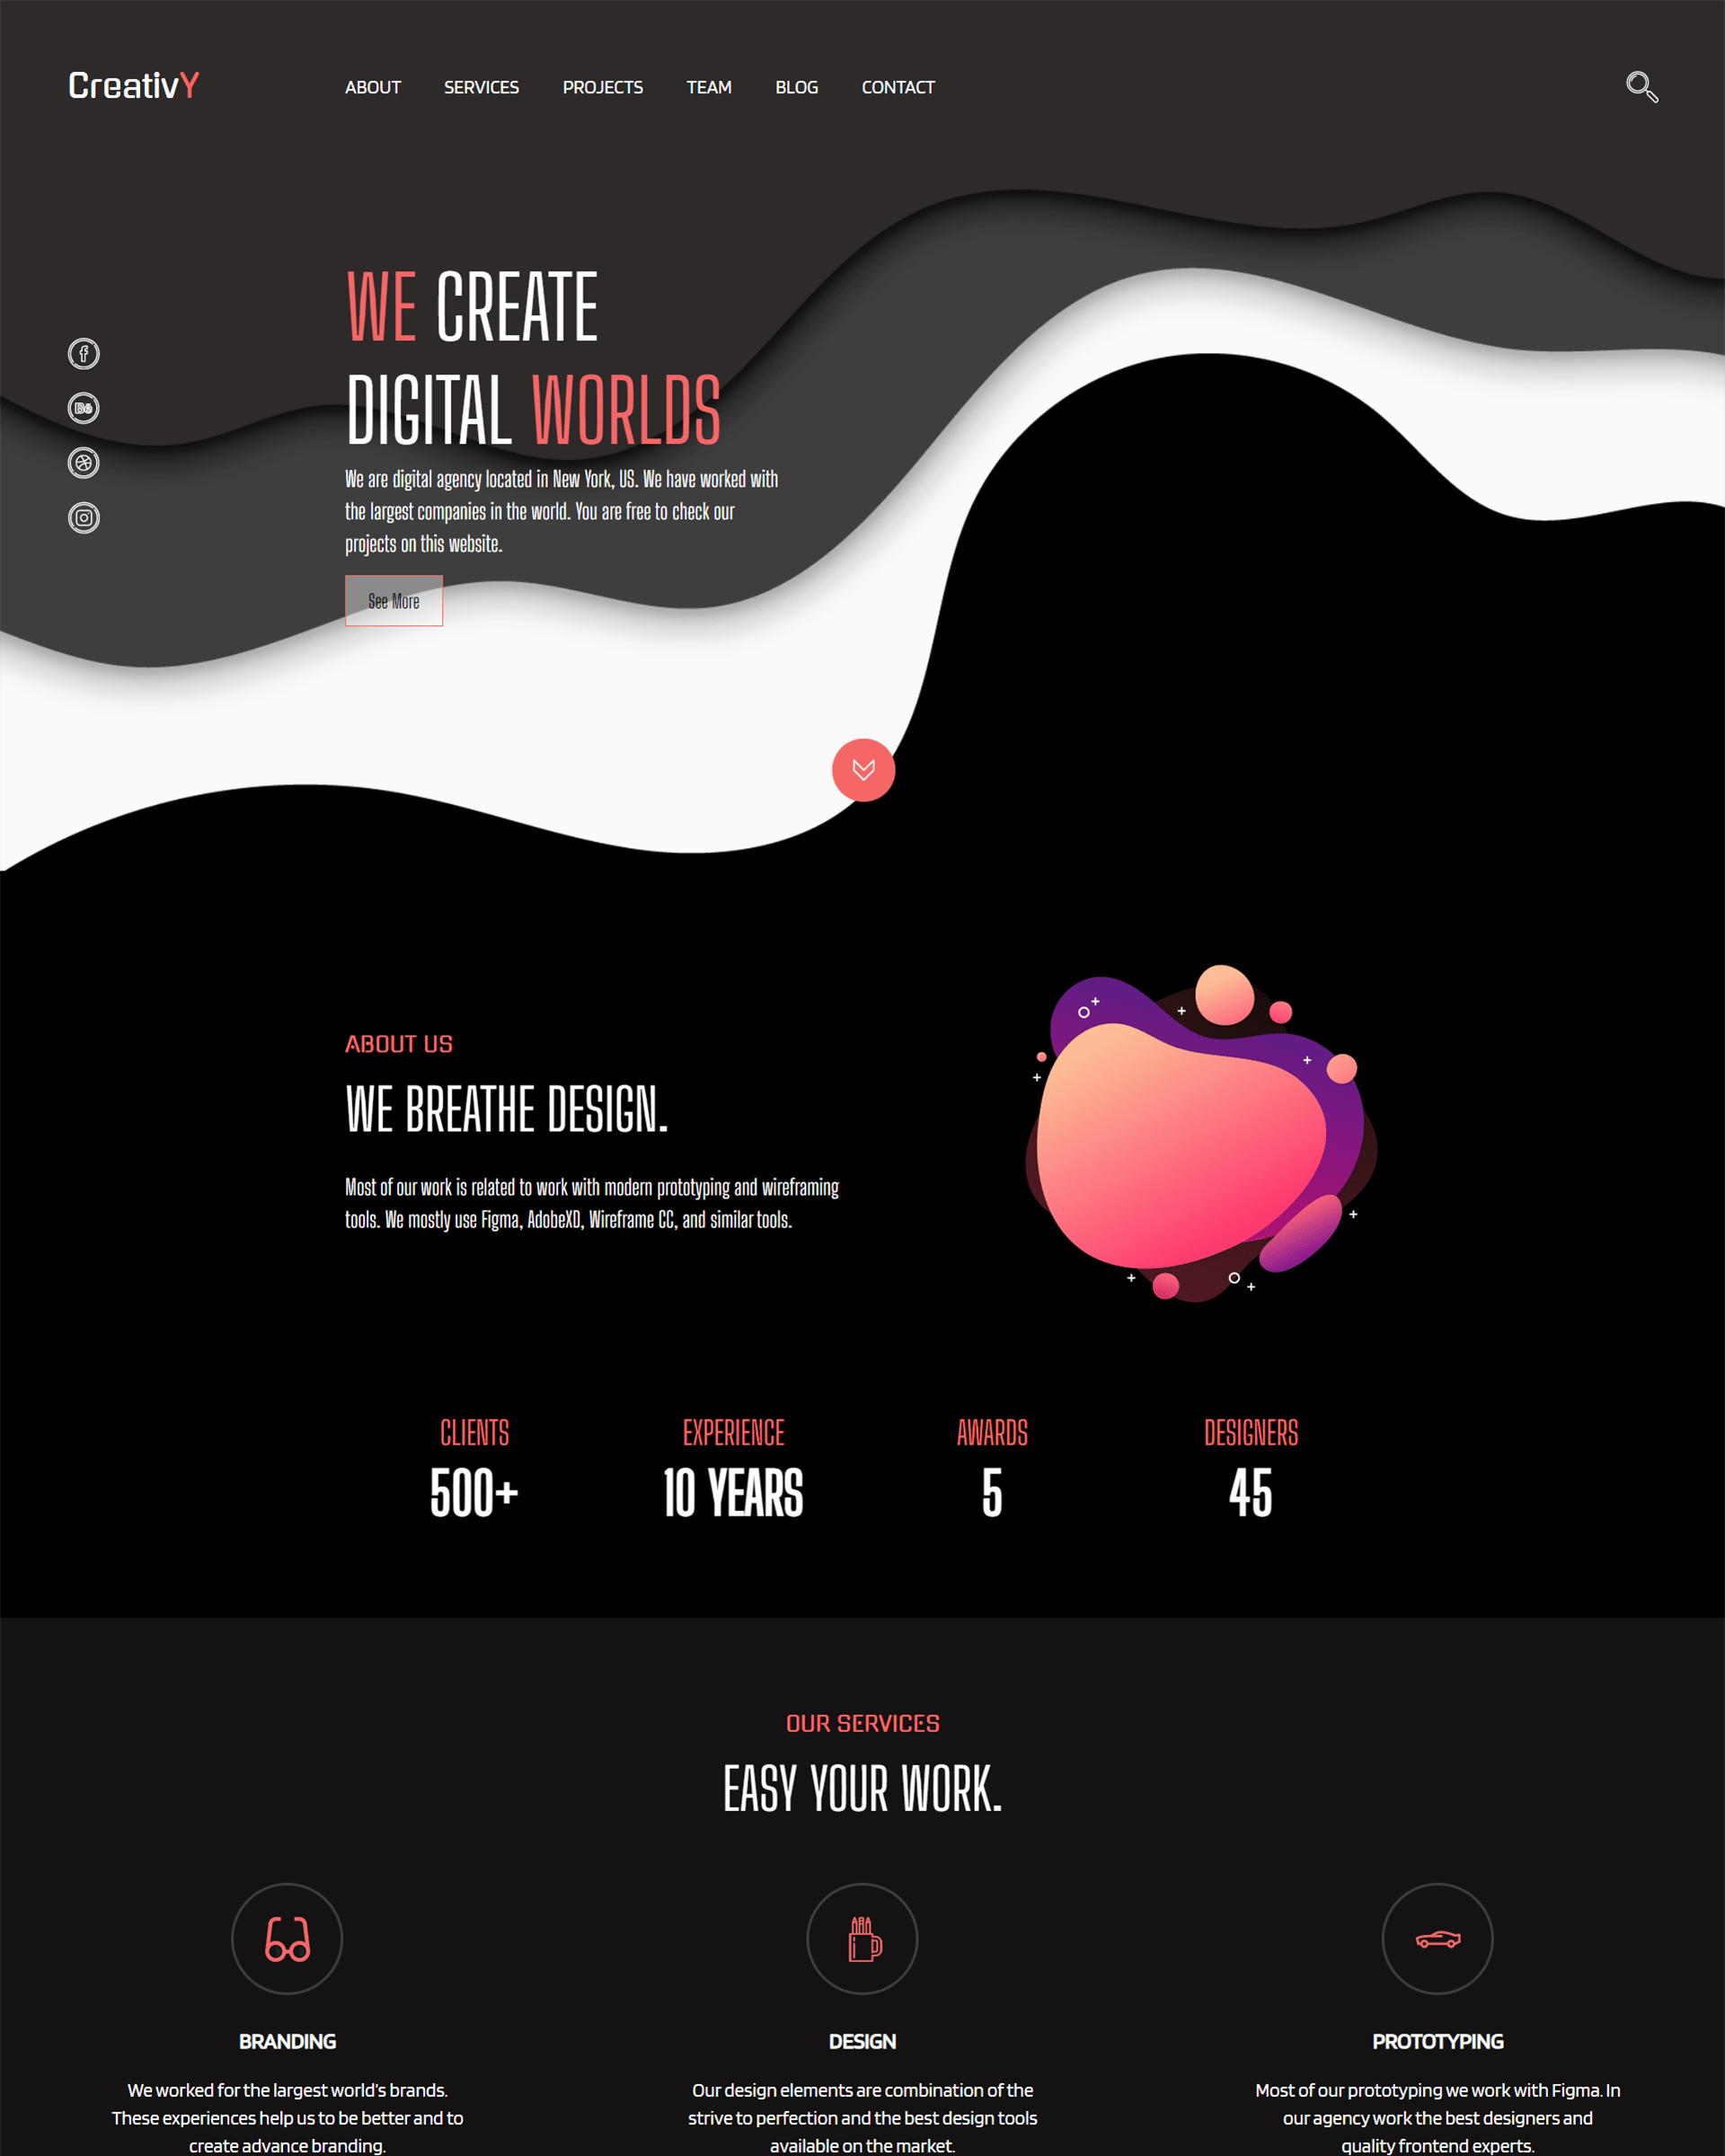 CreativY
ABOUT SERVICES PROJECTS TEAM BLOG CONTACT
WE CREATE
DIGITAL WORLDS
We are digital agency located in New York, US. We have worked with
the largest companies in the world. You are free to check our
projects on this website.
Bē
See More
ABOUT US
WE BREATHE DESIGN.
Most of our work is related to work with modern prototyping and wireframing
tools. We mostly use Figma, AdobeXD, Wireframe CC, and similar tools.
CLIENTS
500+
EXPERIENCE
10 YEARS
AWARDS
5
DESIGNERS
45
OUR SERVICES
EASY YOUR WORK.
BRANDING
We worked for the largest world's brands.
These experiences help us to be better and to
create advance branding.
DESIGN
Our design elements are combination of the
strive to perfection and the best design tools
available on the market.
PROTOTYPING
Most of our prototyping we work with Figma. In
our agency work the best designers and
quality frontend experts.